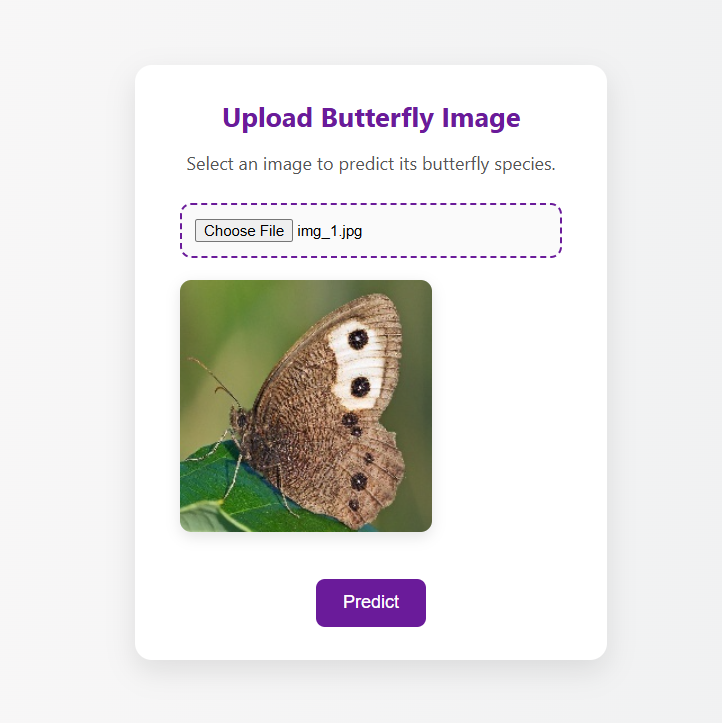 Upload Butterfly Image
Select an image to predict its butterfly species.
Choose File img_1.jpg
Predict